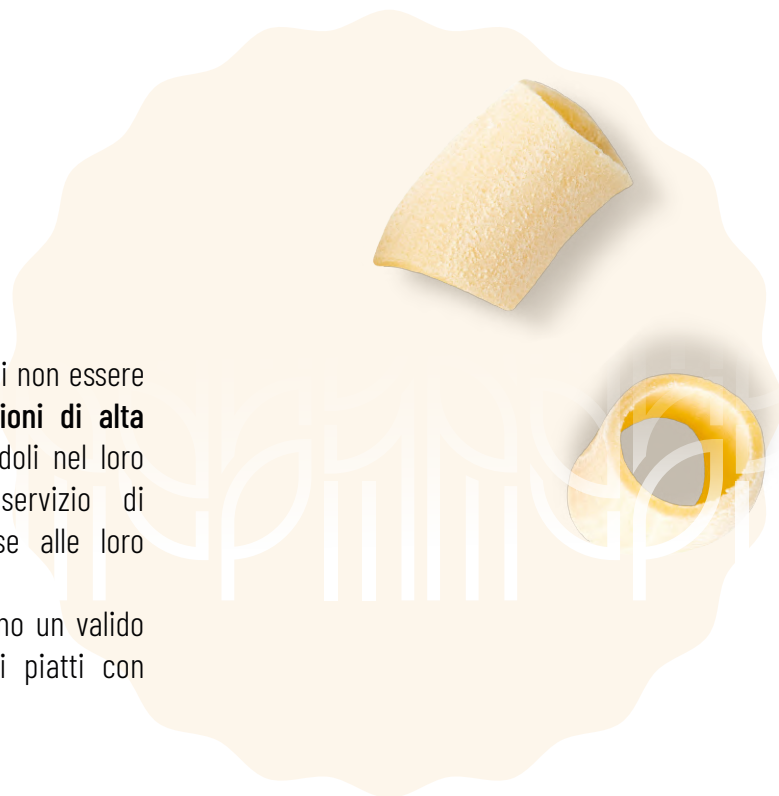 i non essere
ioni di alta
doli nel loro
servizio di
se alle loro
no un valido
i piatti con